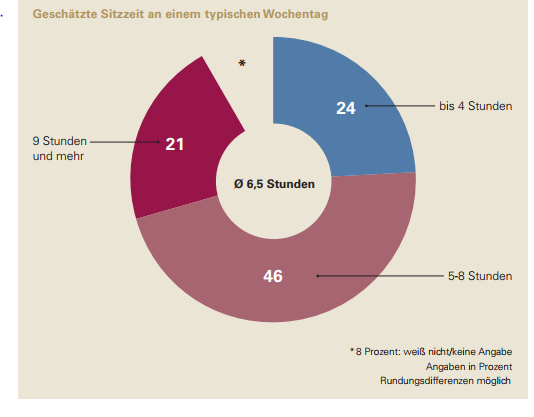 Geschätzte Sitzzeit an einem typischen Wochentag
*
24
bis 4 Stunden
9 Stunden
und mehr
21
Ø 6,5 Stunden
46
5-8 Stunden
* 8 Prozent: weiß nicht/keine Angabe
Angaben in Prozent
Rundungsdifferenzen möglich